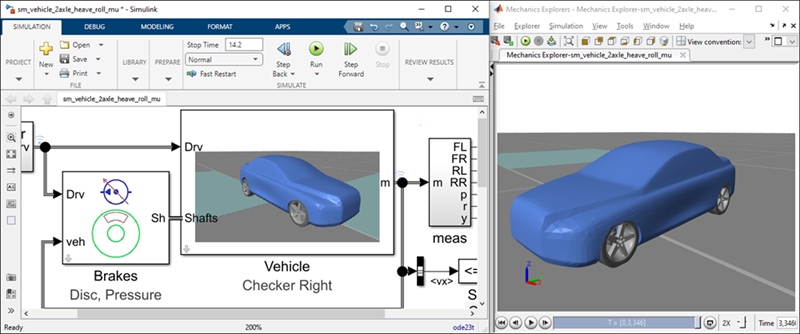 sm_vehicle_2axle_heave_roll_mu * - Simulink
SIMULATION
DEBUG
MODELING
FORMAT
APPS
PROJECT
New
Open
Save
Print
FILE
LIBRARY
PREPARE
Stop Time 14.2
Normal
Fast Restart
Step Back
Run
Step Forward
SIMULATE
REVIEW RESULTS
sm_vehicle_2axle_heave_roll_mu
Drv
veh
Sh
Brakes
Disc, Pressure
Drv
Shafts
m
Vehicle
Checker Right
m
FL
FR
RL
RR
p
r
y
meas
<vx>
<=
S
Ready
200%
ode23t
Mechanics Explorers - Mechanics Explorer-sm_vehicle_2axle_heav...
File Explorer Simulation View Tools Window Help
View convention:
Mechanics Explorer-sm_vehicle_2axle_heave_roll_mu
Z
T = [0,3,346]
2X
Time 3,346